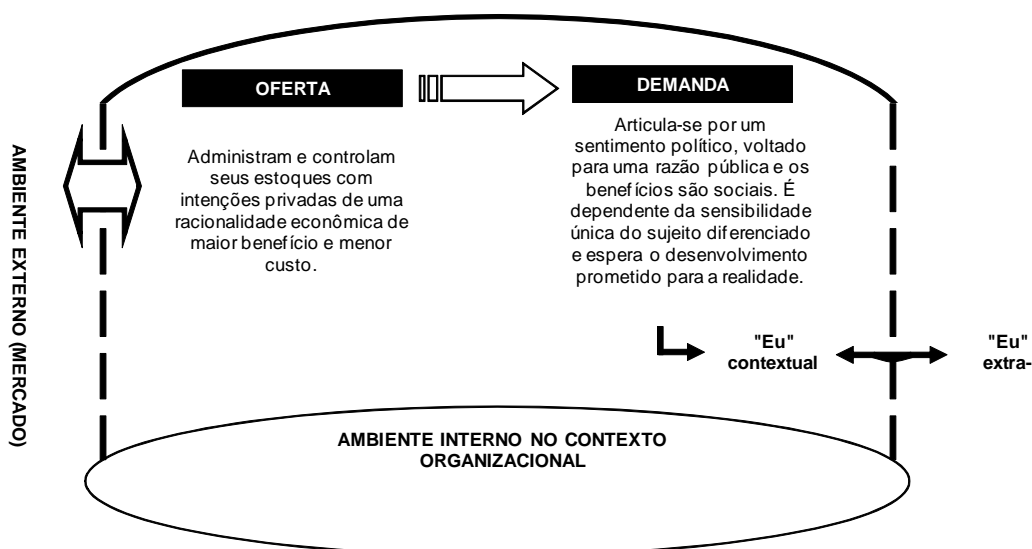 OFERTA
DEMANDA
Administram e controlam
seus estoques com
intenções privadas de uma
racionalidade econômica de
maior benefício e menor
custo.
Articula-se por um
sentimento político, voltado
para uma razão pública e os
benefícios são sociais. É
dependente da sensibilidade
única do sujeito diferenciado
e espera o desenvolvimento
prometido para a realidade.
AMBIENTE EXTERNO (MERCADO)
"Eu"
contextual
"Eu"
extra-
AMBIENTE INTERNO NO CONTEXTO
ORGANIZACIONAL